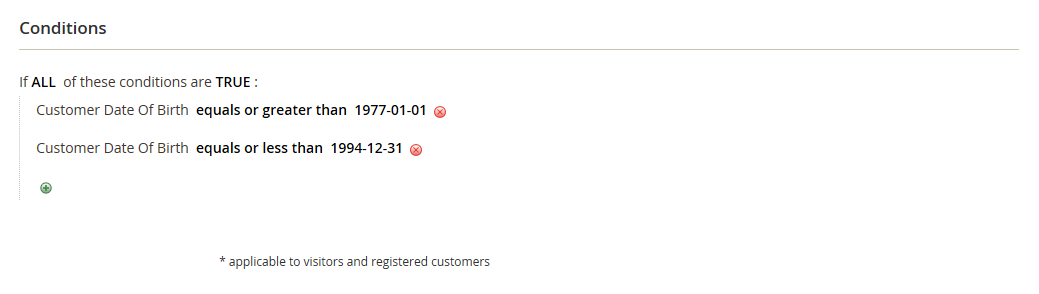 Conditions
If ALL of these conditions are TRUE :
Customer Date Of Birth equals or greater than 1977-01-01
Customer Date Of Birth equals or less than 1994-12-31
* applicable to visitors and registered customers